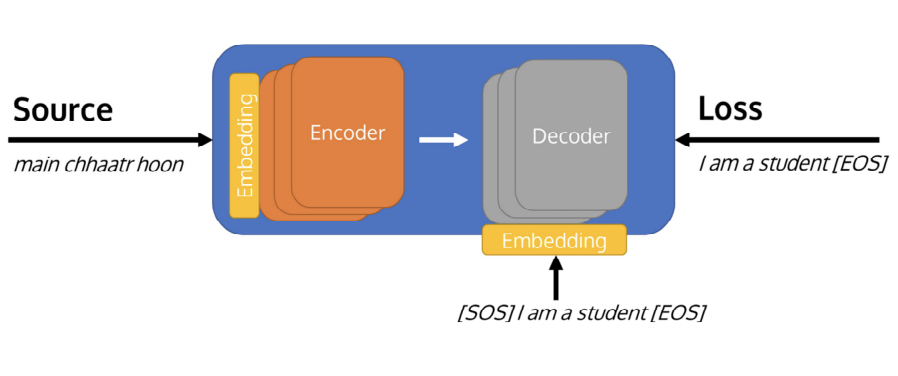 Source
main chhaatr hoon
Embedding
Encoder
Decoder
Embedding
[SOS] I am a student [EOS]
Loss
I am a student [EOS]